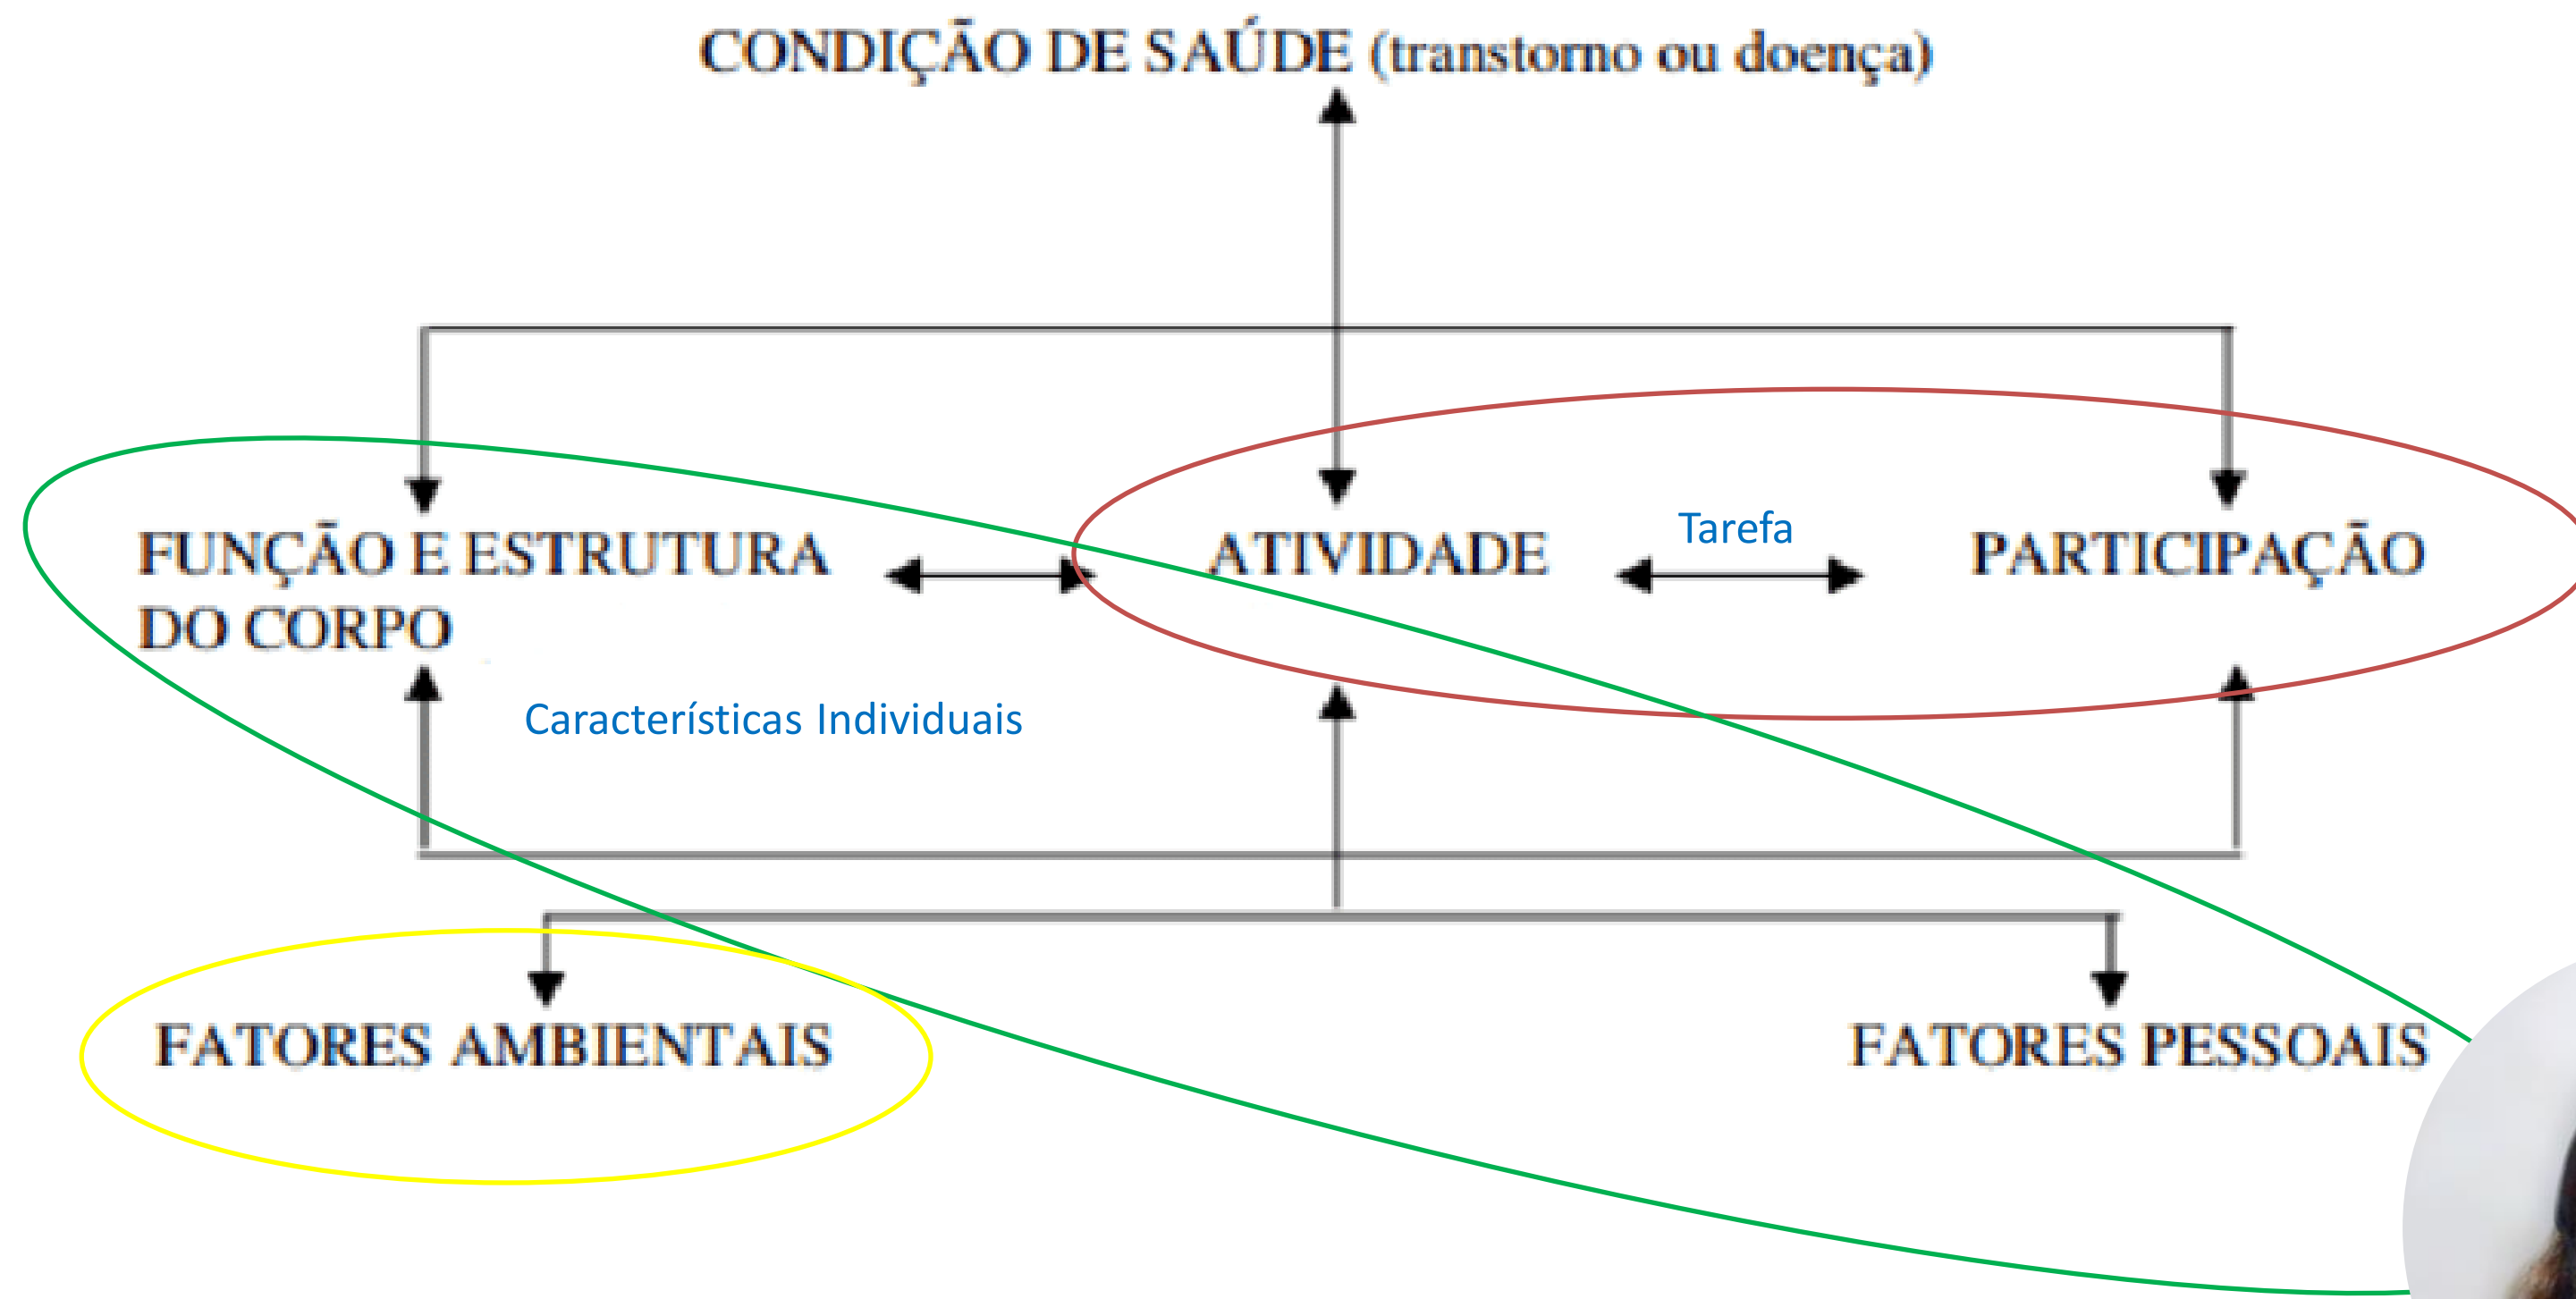 CONDIÇÃO DE SAÚDE (transtorno ou doença)
FUNÇÃO E ESTRUTURA
DO CORPO
ATIVIDADE
Tarefa
PARTICIPAÇÃO
Características Individuais
FATORES AMBIENTAIS
FATORES PESSOAIS